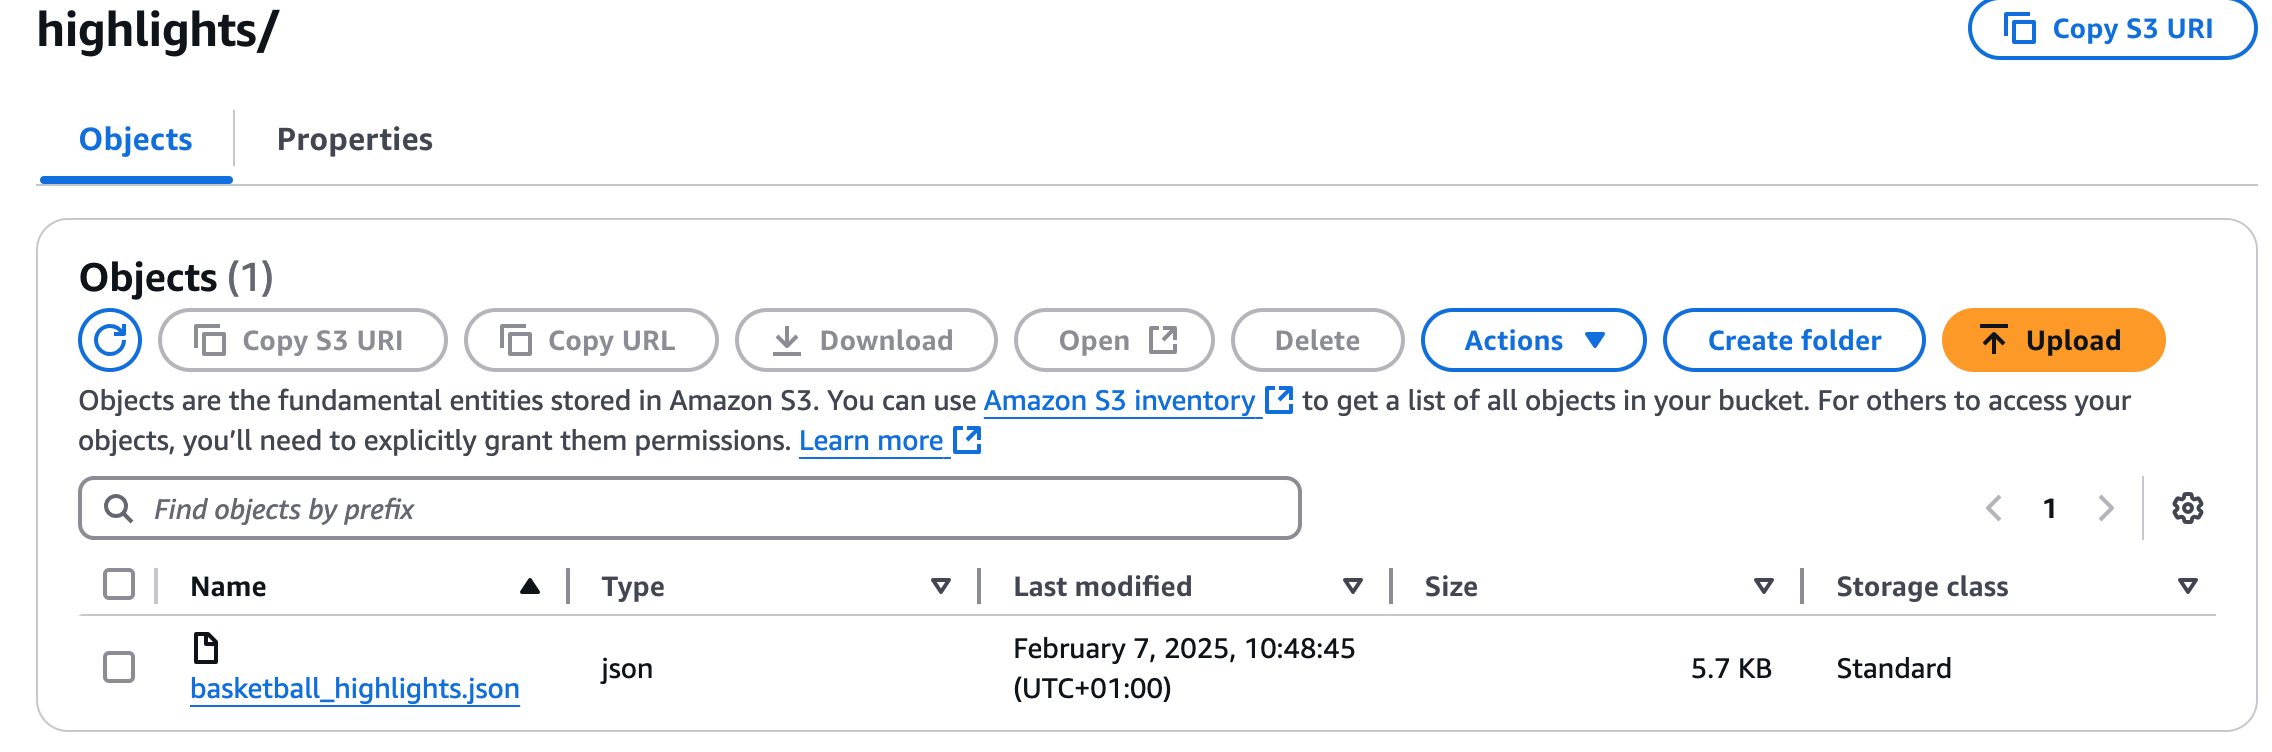 highlights/
Copy S3 URI
Objects
Properties
Objects (1)
Copy S3 URI
Copy URL
Download
Open
Delete
Actions
Create folder
Upload
Objects are the fundamental entities stored in Amazon S3. You can use Amazon S3 inventory to get a list of all objects in your bucket. For others to access your
objects, you’ll need to explicitly grant them permissions. Learn more
Find objects by prefix
1
Name
Type
Last modified
Size
Storage class
basketball_highlights.json
json
February 7, 2025, 10:48:45
(UTC+01:00)
5.7 KB
Standard